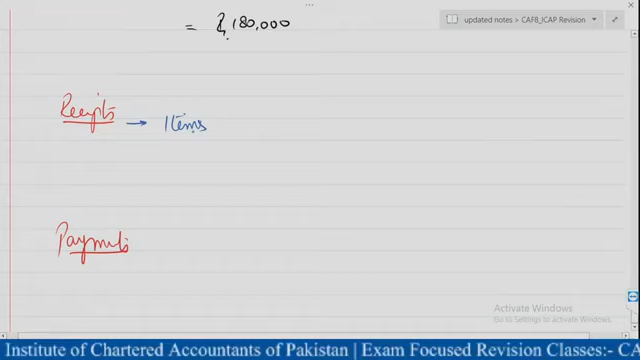 updated notes > CAF8_ICAP Revision
= 2,180,000
Receipts → Items
Payments
Activate Windows
Go to Settings to activate Windows.
Institute of Chartered Accountants of Pakistan | Exam Focused Revision Classes:- CA